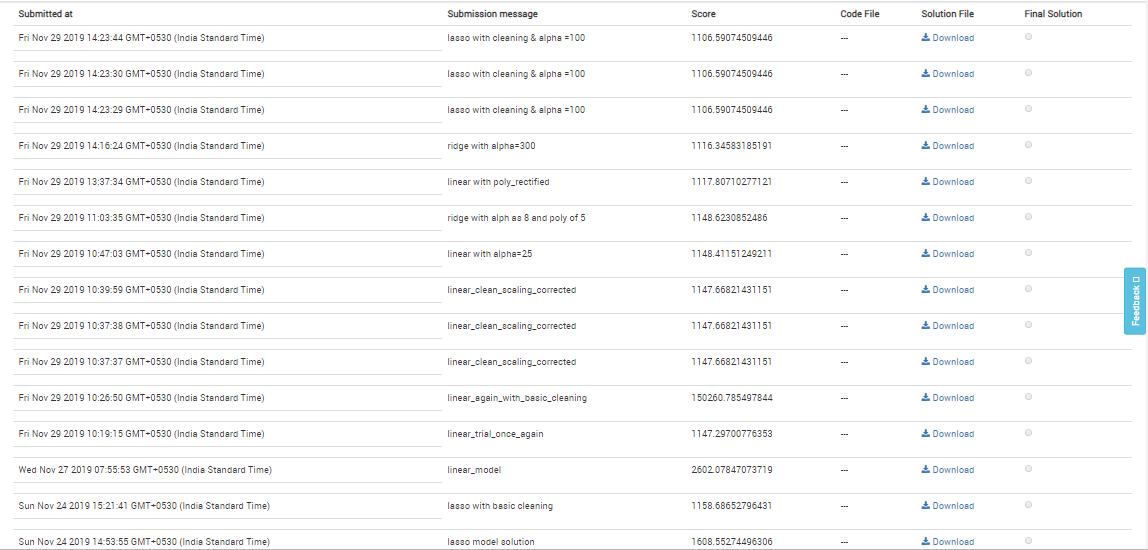 Submitted at Submission message Score Code File Solution File Final Solution
Fri Nov 29 2019 14:23:44 GMT+0530 (India Standard Time) lasso with cleaning & alpha =100 1106.59074509446 --- Download
Fri Nov 29 2019 14:23:30 GMT+0530 (India Standard Time) lasso with cleaning & alpha =100 1106.59074509446 --- Download
Fri Nov 29 2019 14:23:29 GMT+0530 (India Standard Time) lasso with cleaning & alpha =100 1106.59074509446 --- Download
Fri Nov 29 2019 14:16:24 GMT+0530 (India Standard Time) ridge with alpha=300 1116.34583185191 --- Download
Fri Nov 29 2019 13:37:34 GMT+0530 (India Standard Time) linear with poly_rectified 1117.80710277121 --- Download
Fri Nov 29 2019 11:03:35 GMT+0530 (India Standard Time) ridge with alph as 8 and poly of 5 1148.6230852486 --- Download
Fri Nov 29 2019 10:47:03 GMT+0530 (India Standard Time) linear with alpha=25 1148.41151249211 --- Download
Fri Nov 29 2019 10:39:59 GMT+0530 (India Standard Time) linear_clean_scaling_corrected 1147.66821431151 --- Download
Fri Nov 29 2019 10:37:38 GMT+0530 (India Standard Time) linear_clean_scaling_corrected 1147.66821431151 --- Download
Fri Nov 29 2019 10:37:37 GMT+0530 (India Standard Time) linear_clean_scaling_corrected 1147.66821431151 --- Download
Fri Nov 29 2019 10:26:50 GMT+0530 (India Standard Time) linear_again_with_basic_cleaning 150260.785497844 --- Download
Fri Nov 29 2019 10:19:15 GMT+0530 (India Standard Time) linear_trial_once_again 1147.29700776353 --- Download
Wed Nov 27 2019 07:55:53 GMT+0530 (India Standard Time) linear_model 2602.07847073719 --- Download
Sun Nov 24 2019 15:21:41 GMT+0530 (India Standard Time) lasso with basic cleaning 1158.68652796431 --- Download
Sun Nov 24 2019 14:53:55 GMT+0530 (India Standard Time) lasso model solution 1608.55274496306 --- Download
Feedback